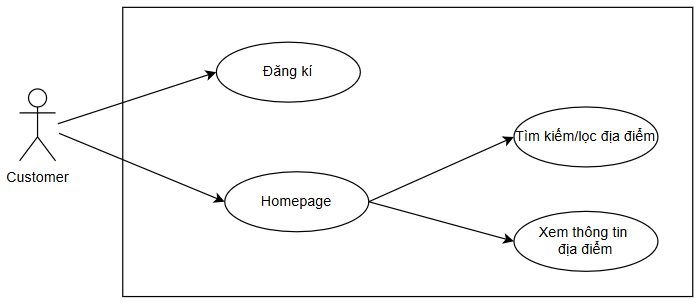 Đăng kí
Customer
Homepage
Tìm kiếm/lọc địa điểm
Xem thông tin
địa điểm